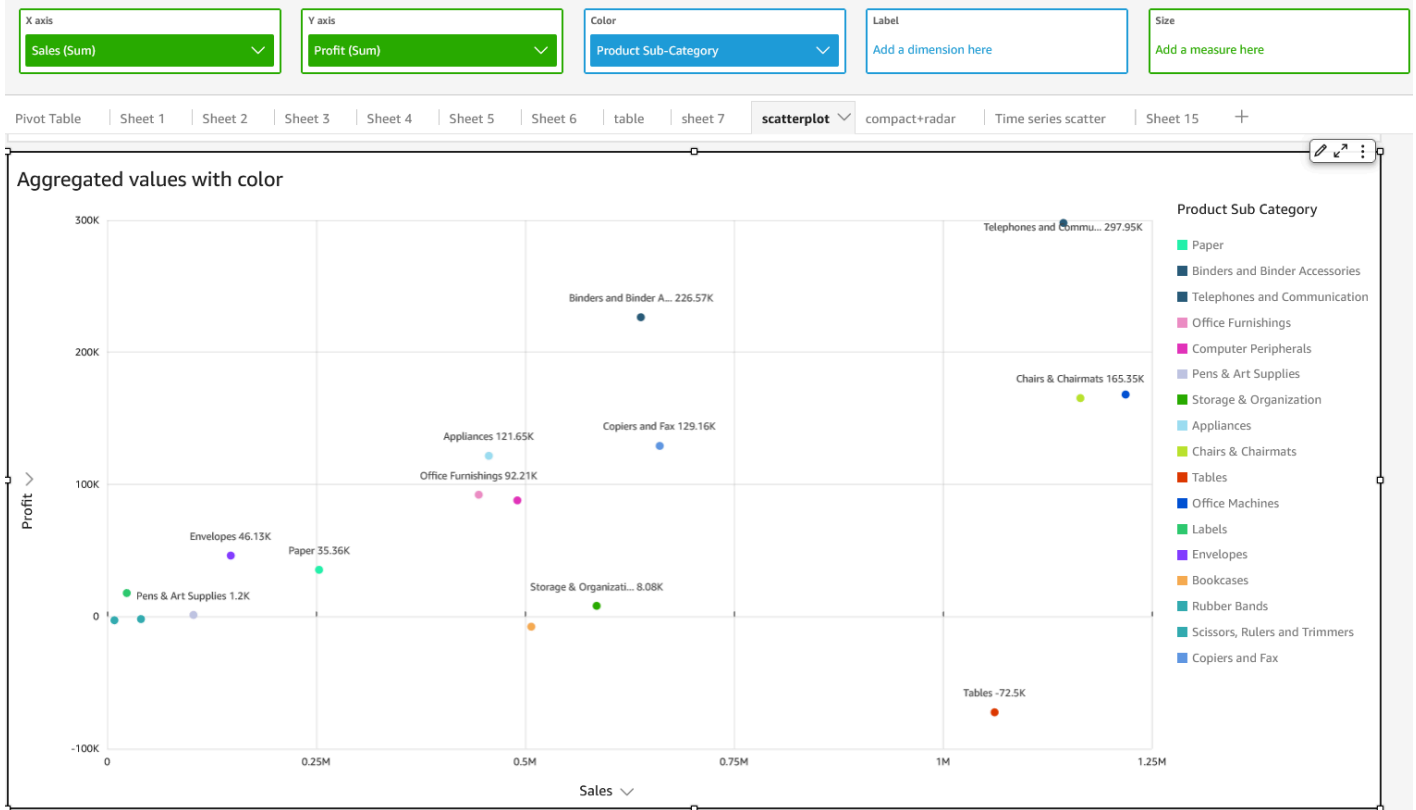 X axis
Y axis
Color
Label
Size
Sales (Sum)
Profit (Sum)
Product Sub-Category
Add a dimension here
Add a measure here
Pivot Table
Sheet 1
Sheet 2
Sheet 3
Sheet 4
Sheet 5
Sheet 6
table
sheet 7
scatterplot
compact+radar
Time series scatter
Sheet 15
Aggregated values with color
300K
200K
100K
0
-100K
Profit
Telephones and Commu... 297.95K
Binders and Binder A... 226.57K
Chairs & Chairmats 165.35K
Copiers and Fax 129.16K
Appliances 121.65K
Office Furnishings 92.21K
Envelopes 46.13K
Paper 35.36K
Storage & Organizati... 8.08K
Pens & Art Supplies 1.2K
Tables -72.5K
0
0.25M
0.5M
0.75M
1M
1.25M
Sales
Product Sub Category
Paper
Binders and Binder Accessories
Telephones and Communication
Office Furnishings
Computer Peripherals
Pens & Art Supplies
Storage & Organization
Appliances
Chairs & Chairmats
Tables
Office Machines
Labels
Envelopes
Bookcases
Rubber Bands
Scissors, Rulers and Trimmers
Copiers and Fax